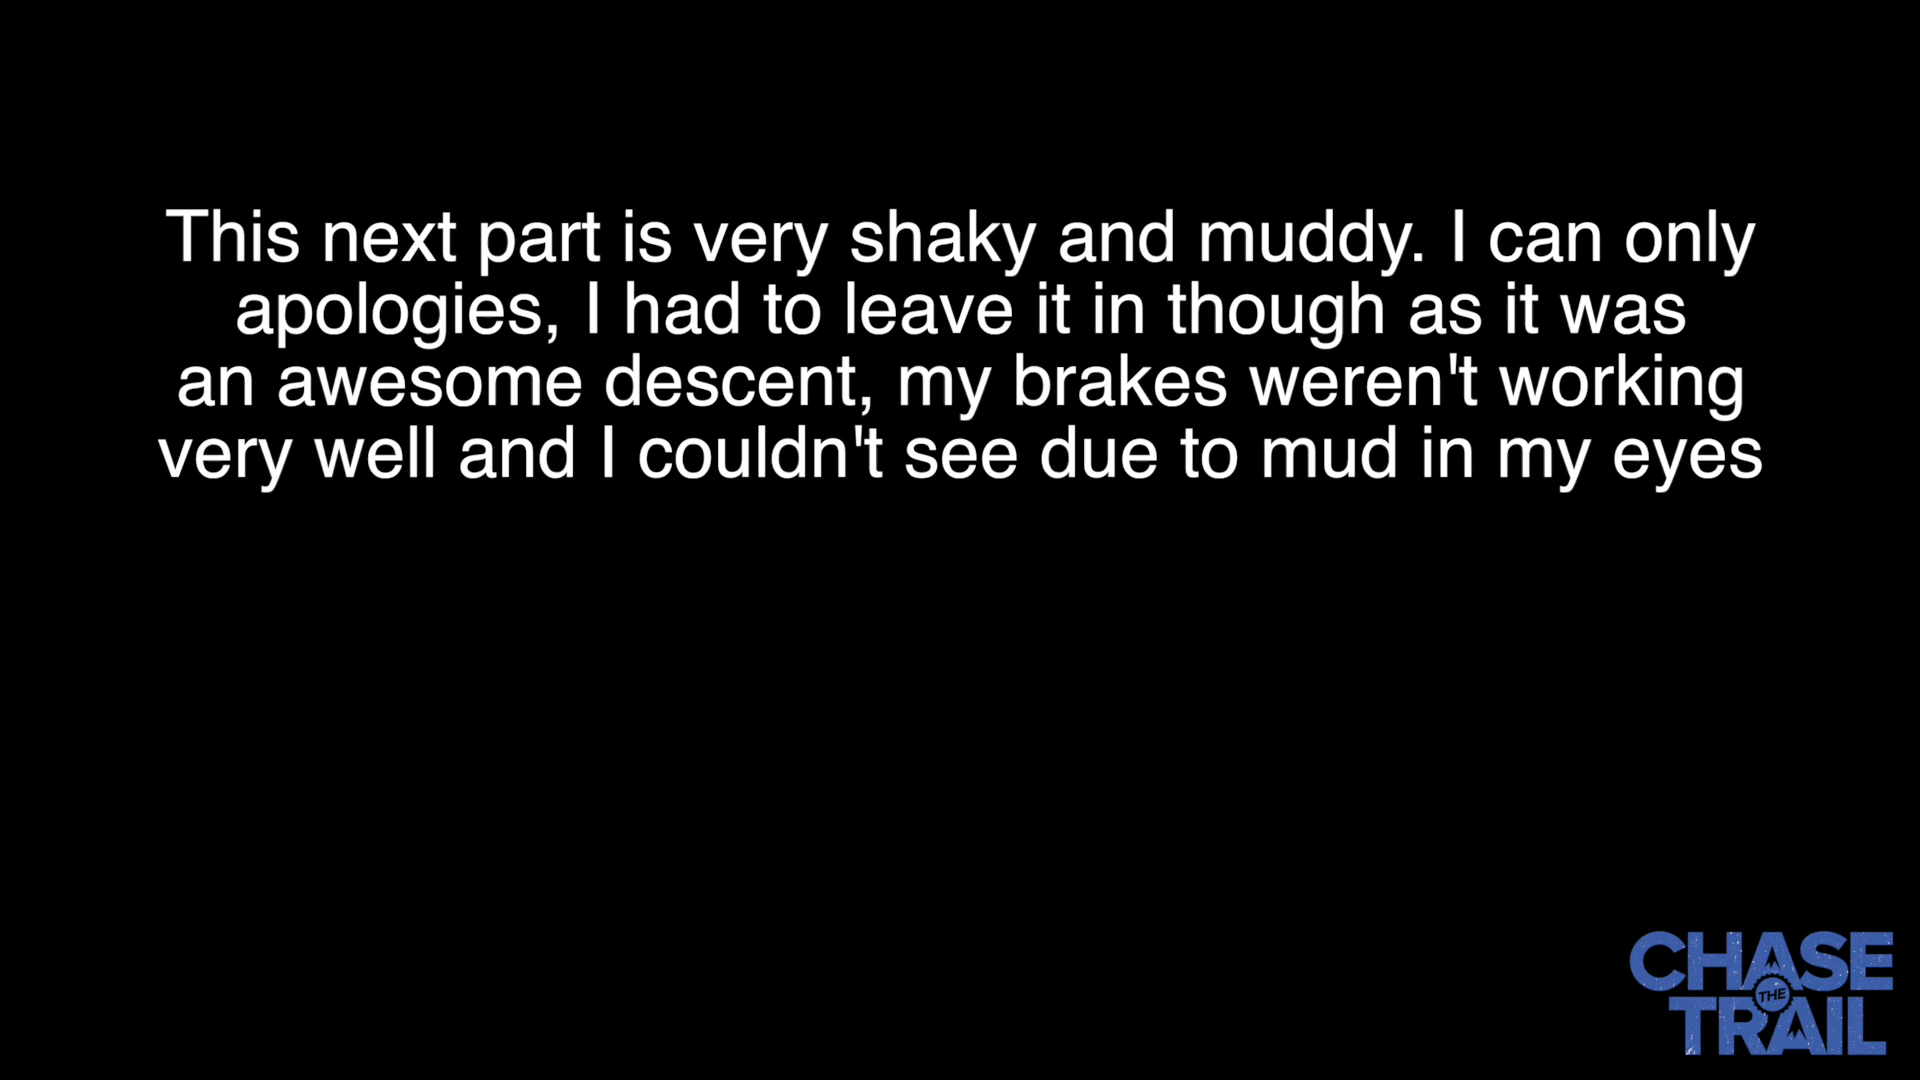 This next part is very shaky and muddy. I can only
apologies, I had to leave it in though as it was
an awesome descent, my brakes weren't working
very well and I couldn't see due to mud in my eyes
CHASE
THE
TRAIL